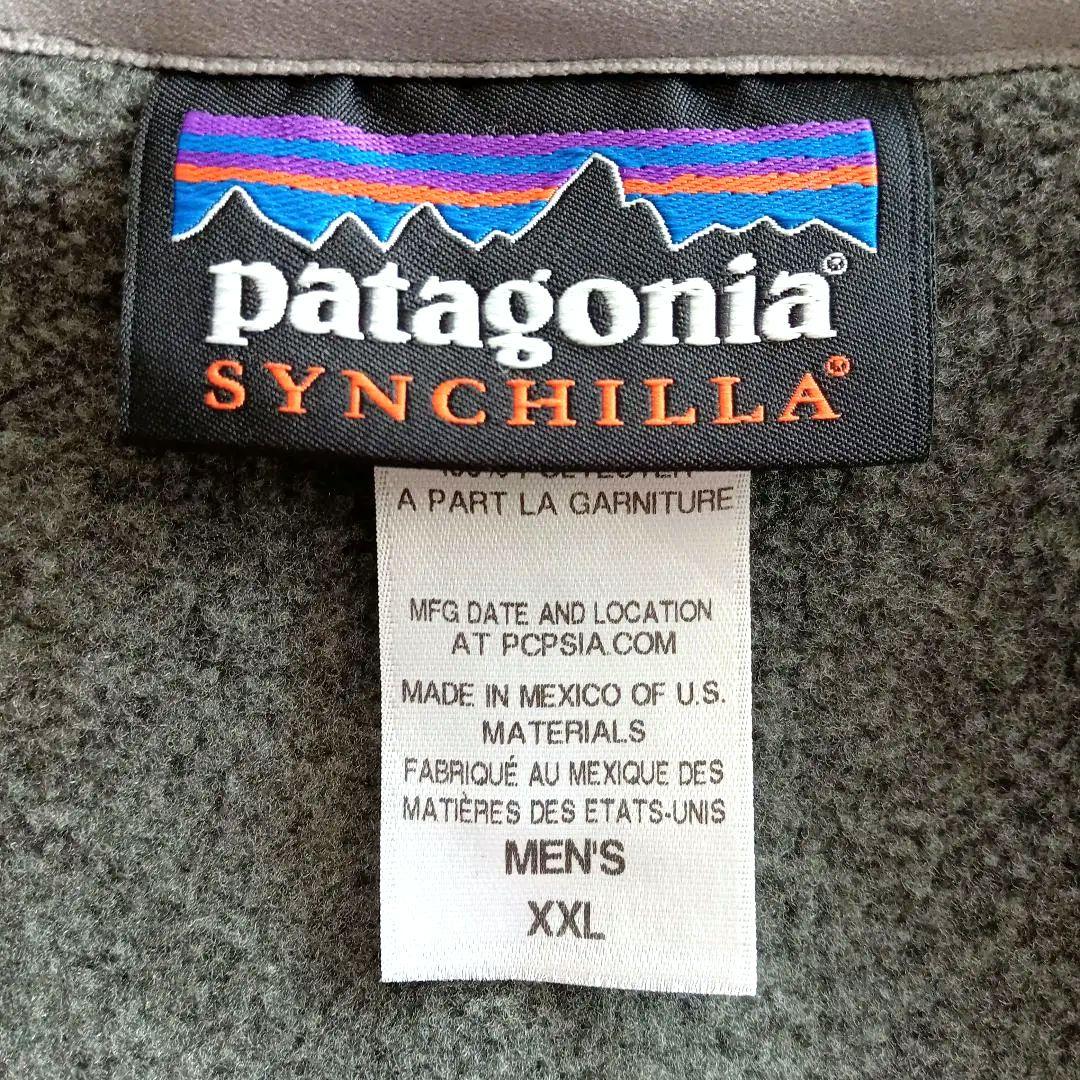 patagonia®
SYNCHILLA®
A PART LA GARNITURE
MFG DATE AND LOCATION
AT PCPSIA.COM
MADE IN MEXICO OF U.S.
MATERIALS
FABRIQUÉ AU MEXIQUE DES
MATIÈRES DES ETATS-UNIS
MEN'S
XXL